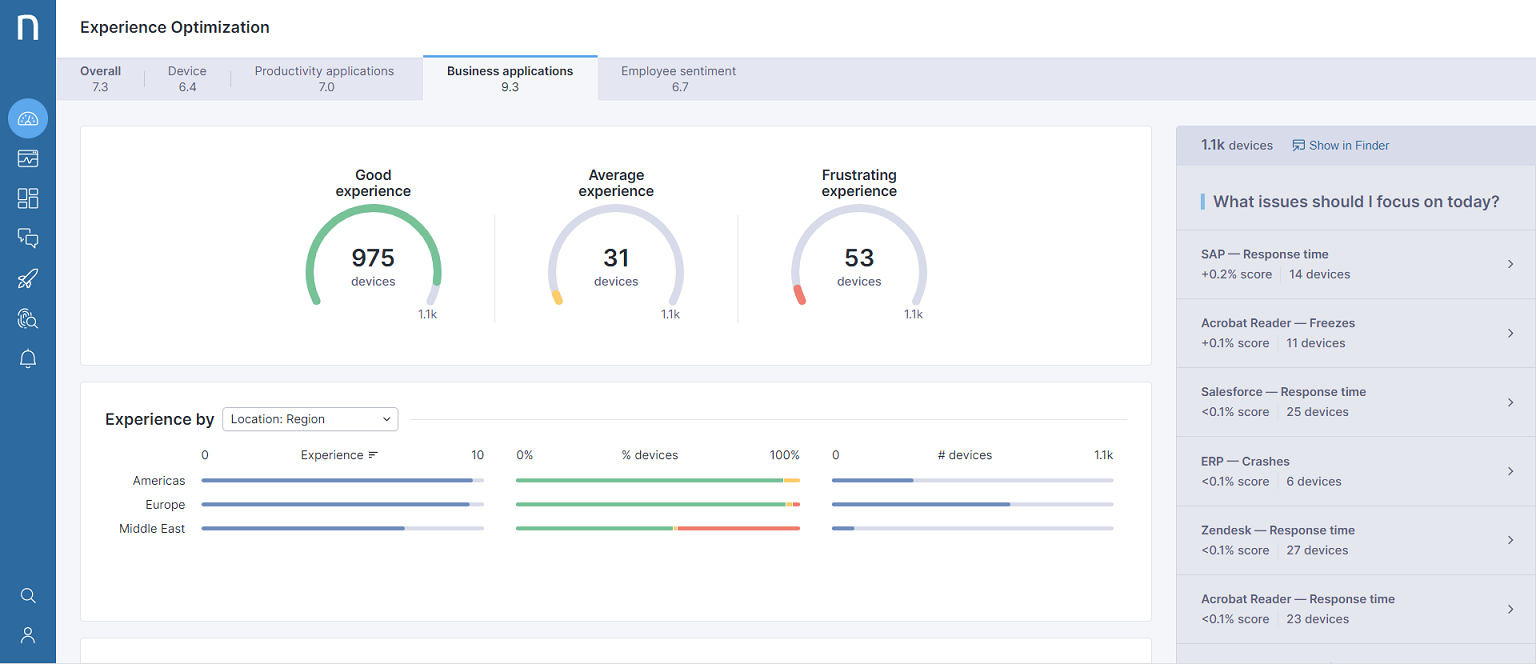 n
Experience Optimization
Overall
7.3
Device
6.4
Productivity applications
7.0
Business applications
9.3
Employee sentiment
6.7
Good
experience
975
devices
1.1k
Average
experience
31
devices
1.1k
Frustrating
experience
53
devices
1.1k
Experience by Location: Region
0 Experience 10 0% % devices 100% 0 # devices 1.1k
Americas
Europe
Middle East
1.1k devices Show in Finder
What issues should I focus on today?
SAP — Response time
+0.2% score 14 devices
Acrobat Reader — Freezes
+0.1% score 11 devices
Salesforce — Response time
<0.1% score 25 devices
ERP — Crashes
<0.1% score 6 devices
Zendesk — Response time
<0.1% score 27 devices
Acrobat Reader — Response time
<0.1% score 23 devices